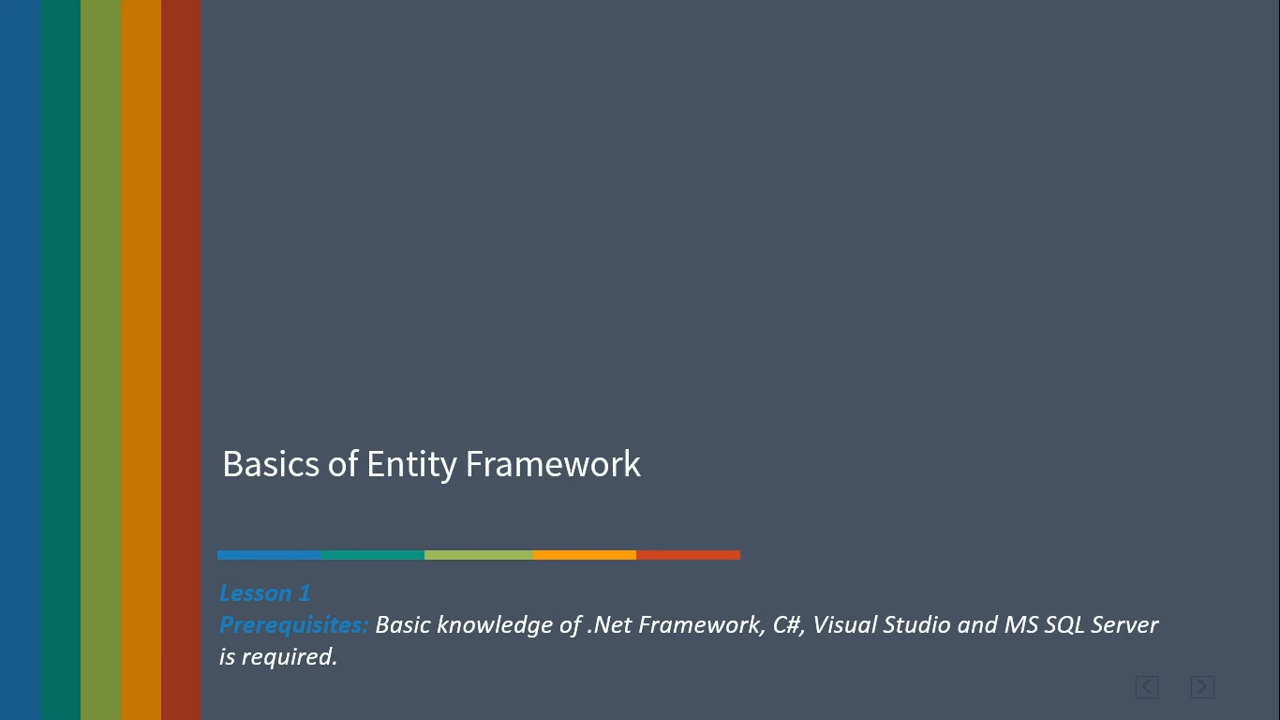 Basics of Entity Framework
Lesson 1
Prerequisites: Basic knowledge of .Net Framework, C#, Visual Studio and MS SQL Server
is required.